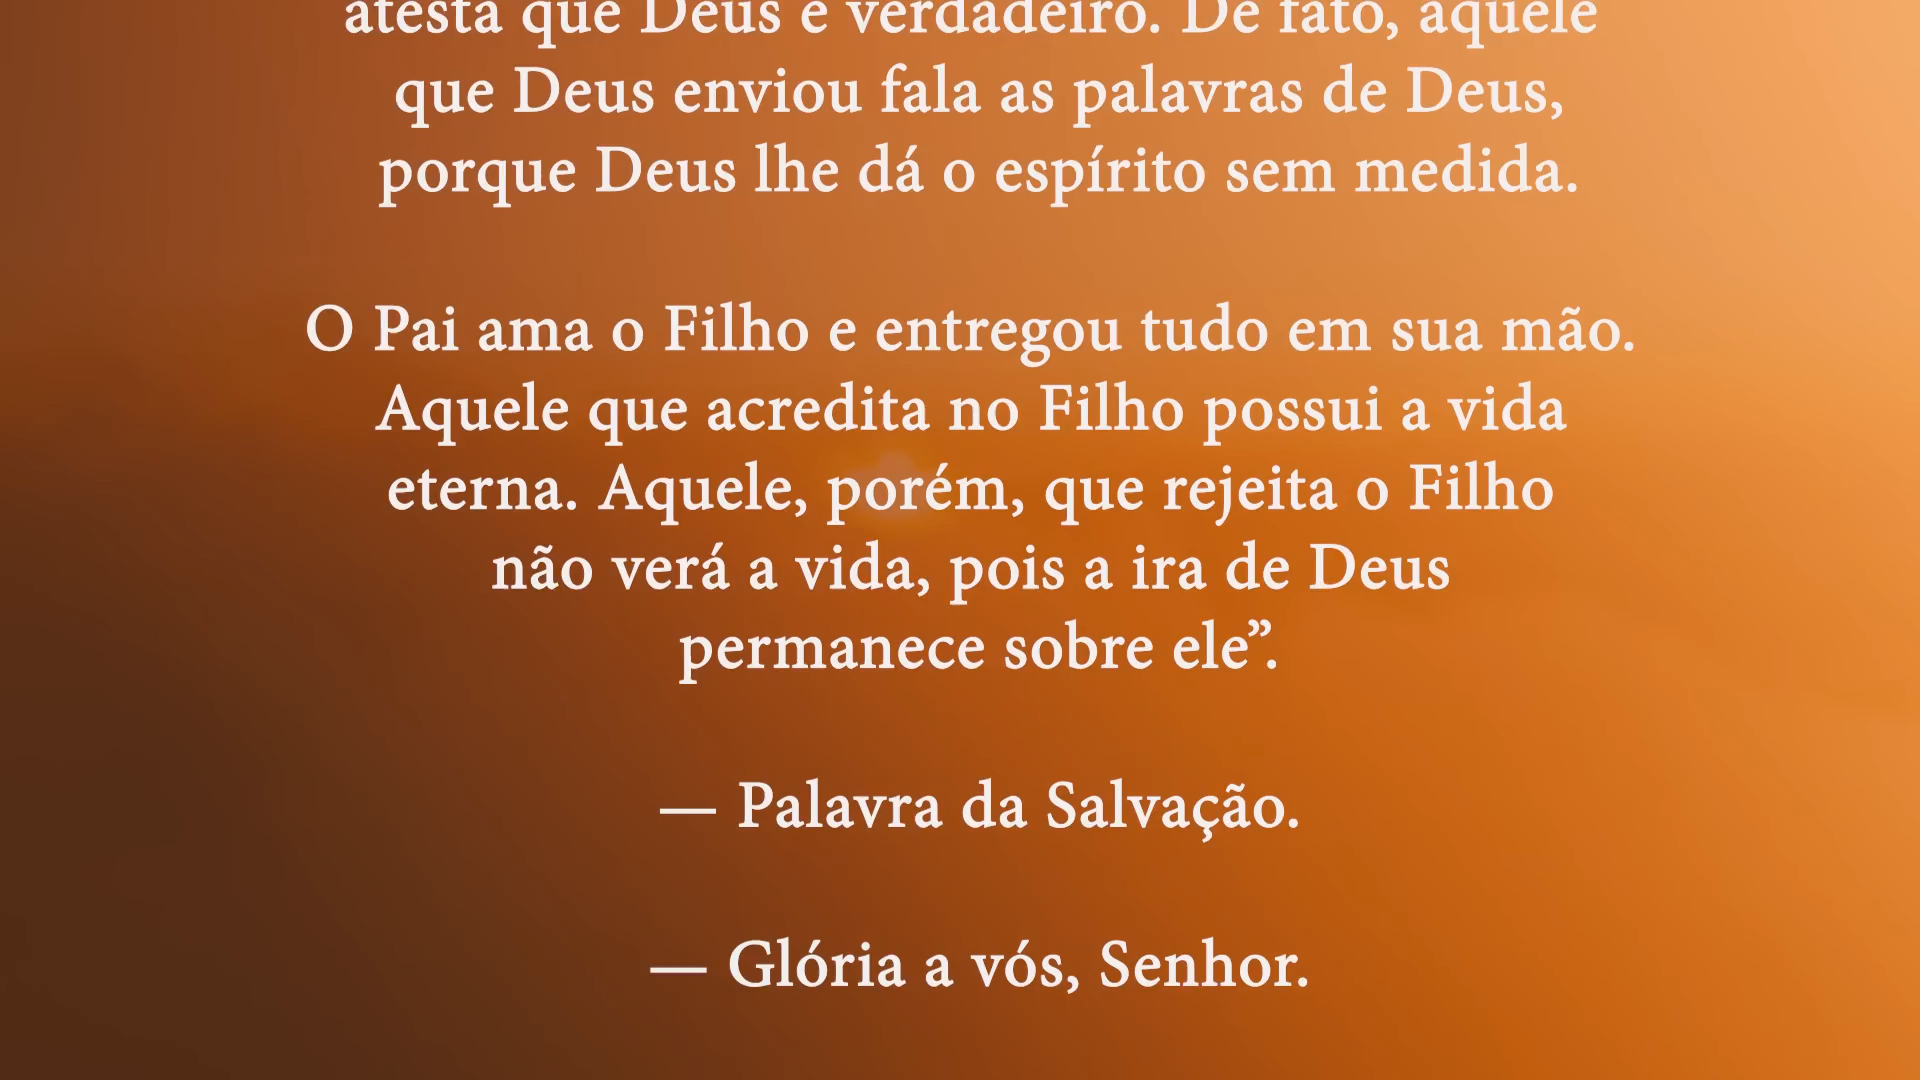 atesta que Deus é verdadeiro. De fato, aquele
que Deus enviou fala as palavras de Deus,
porque Deus lhe dá o espírito sem medida.
O Pai ama o Filho e entregou tudo em sua mão.
Aquele que acredita no Filho possui a vida
eterna. Aquele, porém, que rejeita o Filho
não verá a vida, pois a ira de Deus
permanece sobre ele”.
— Palavra da Salvação.
— Glória a vós, Senhor.